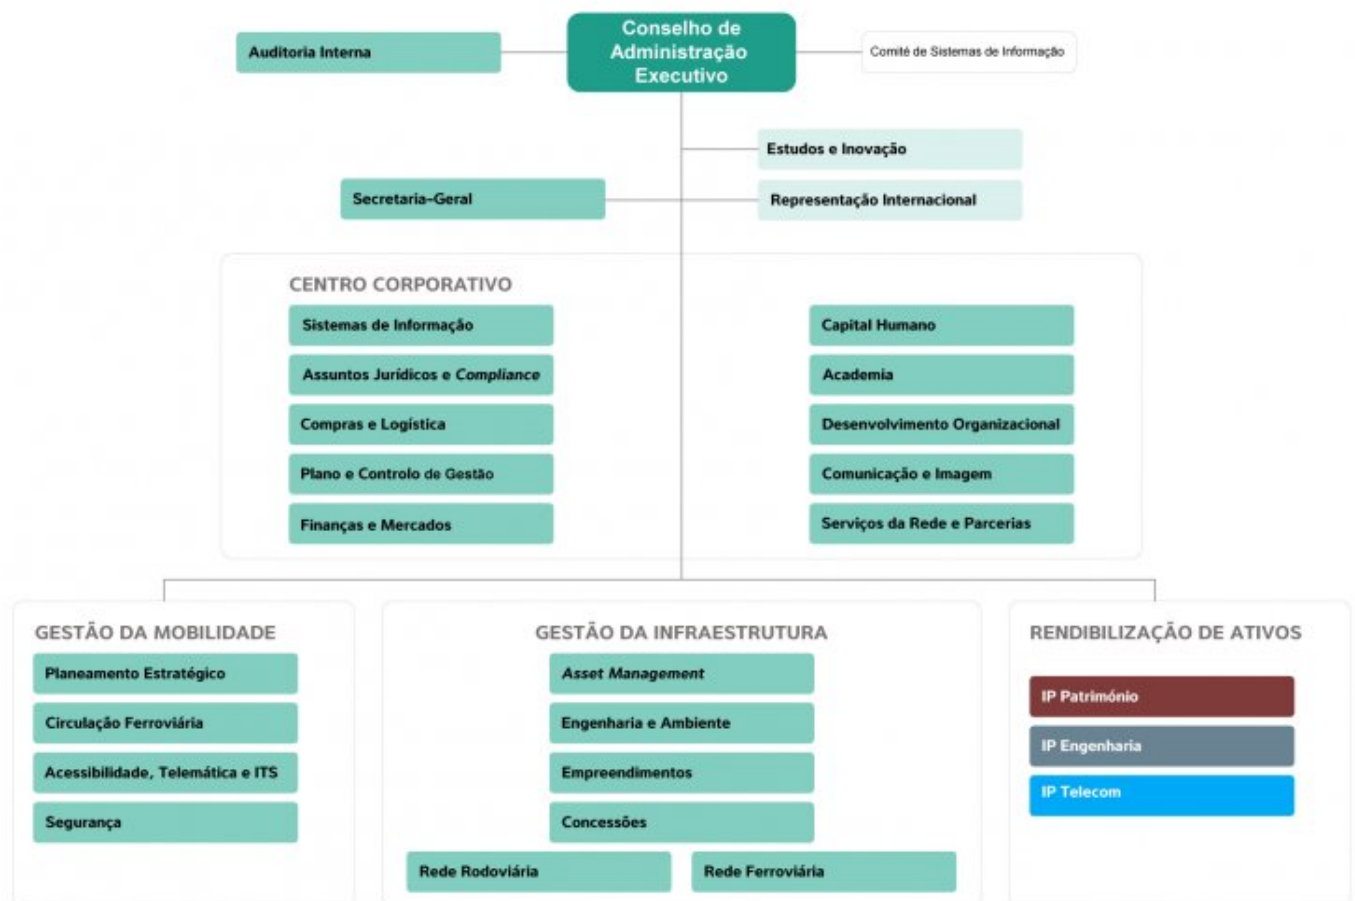 Auditoria Interna
Conselho de
Administração
Executivo
Comité de Sistemas de Informação
Estudos e Inovação
Secretaria-Geral
Representação Internacional
CENTRO CORPORATIVO
Sistemas de Informação
Capital Humano
Assuntos Jurídicos e Compliance
Academia
Compras e Logística
Desenvolvimento Organizacional
Plano e Controlo de Gestão
Comunicação e Imagem
Finanças e Mercados
Serviços da Rede e Parcerias
GESTÃO DA MOBILIDADE
Planeamento Estratégico
Circulação Ferroviária
Acessibilidade, Telemática e ITS
Segurança
GESTÃO DA INFRAESTRUTURA
Asset Management
Engenharia e Ambiente
Empreendimentos
Concessões
Rede Rodoviária
Rede Ferroviária
RENDIBILIZAÇÃO DE ATIVOS
IP Património
IP Engenharia
IP Telecom